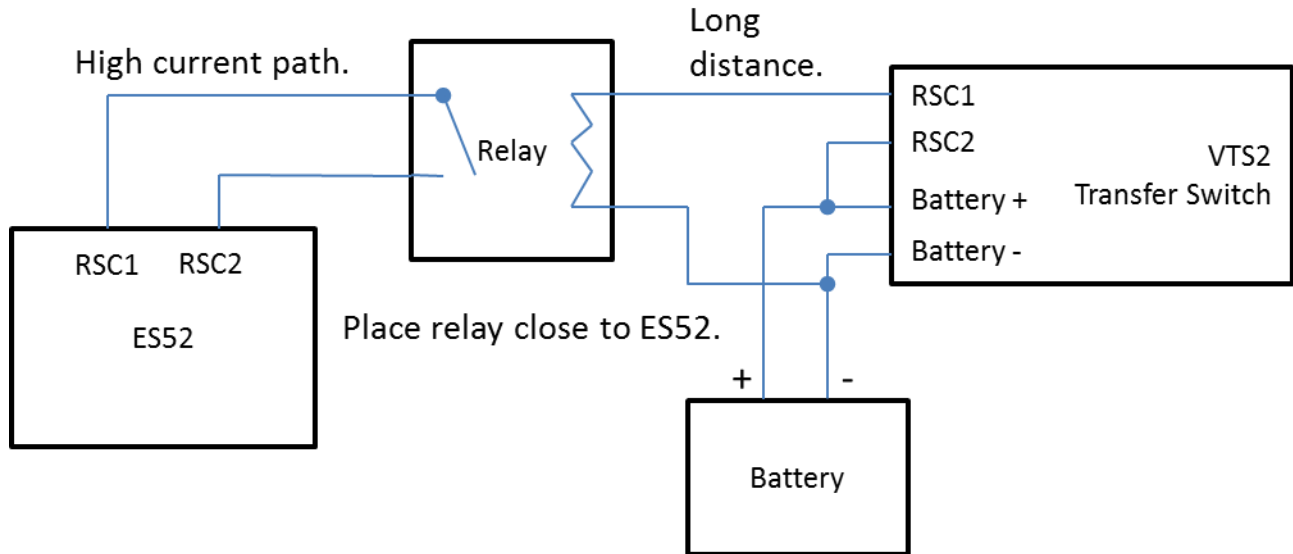 High current path.
Long
distance.
Relay
RSC1
RSC2
VTS2
Transfer Switch
Battery +
Battery -
RSC1
RSC2
ES52
Place relay close to ES52.
+
-
Battery